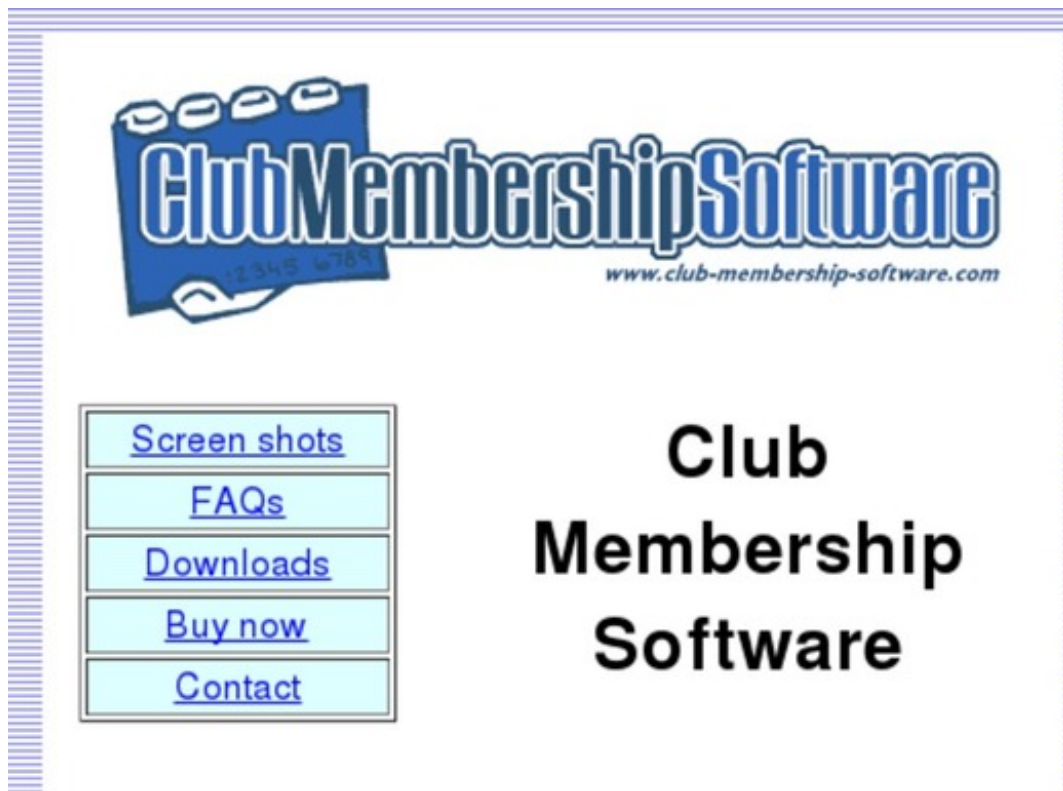 ClubMembershipSoftware
12345 6789
www.club-membership-software.com
Screen shots
FAQs
Downloads
Buy now
Contact
Club
Membership
Software